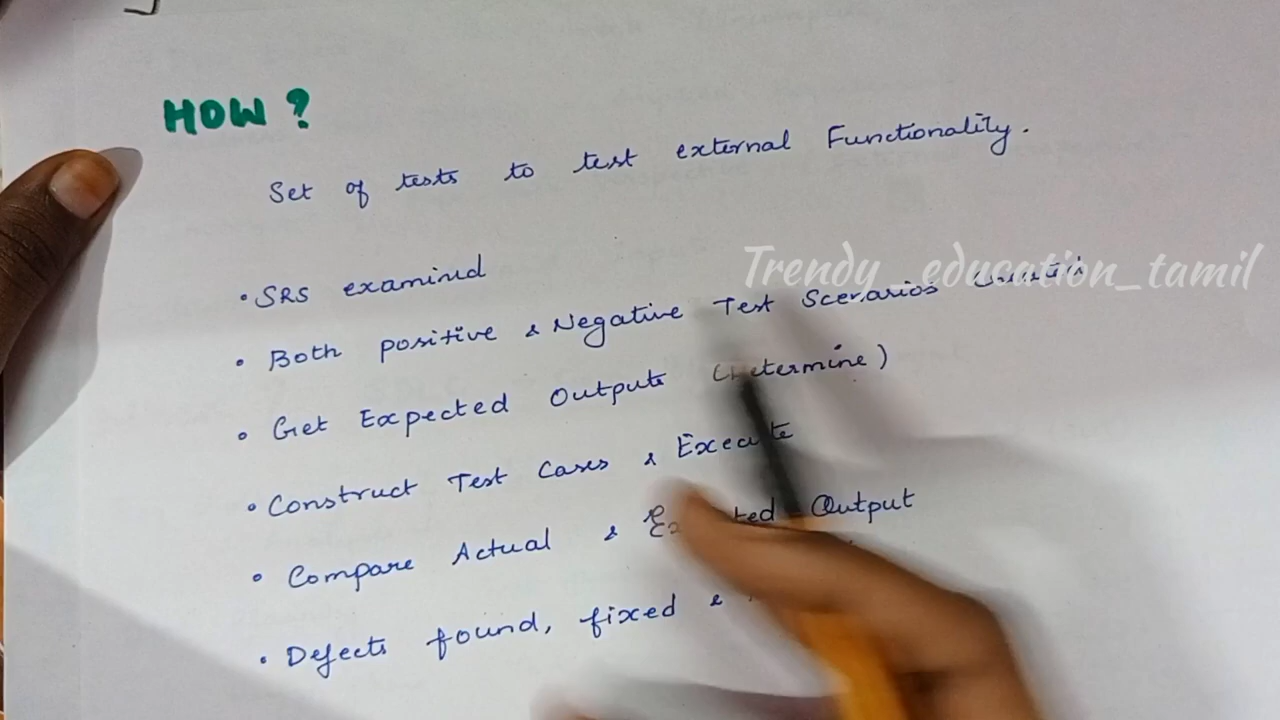 HOW ?
Set of tests to test external Functionality.
Trendy_education_tamil
• SRS examined
• Both positive & Negative Test Scenarios
• Get Expected Outputs (Determine)
• Construct Test Cases & Execute
• Compare Actual & Expected Output
• Defects found, fixed &